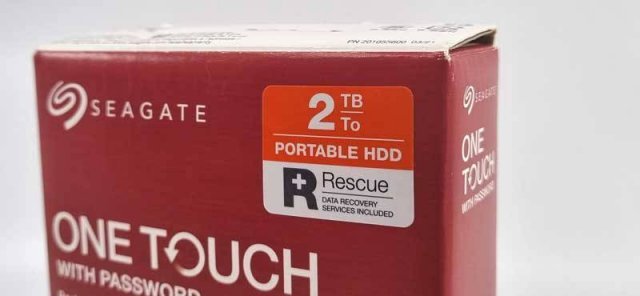 SEAGATE
2 TB
To
PORTABLE HDD
R Rescue
DATA RECOVERY
SERVICES INCLUDED
ONE TOUCH
WITH PASSWORD
SEAGATE
ONE
TOUCH
WITH PASSWORD